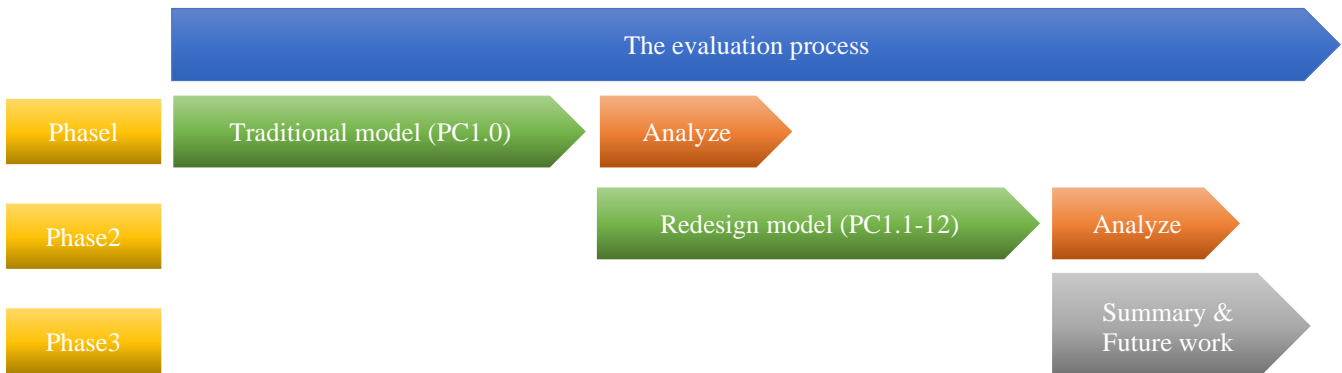 The evaluation process
Phasel
Traditional model (PC1.0)
Analyze
Phase2
Redesign model (PC1.1-12)
Analyze
Phase3
Summary &
Future work